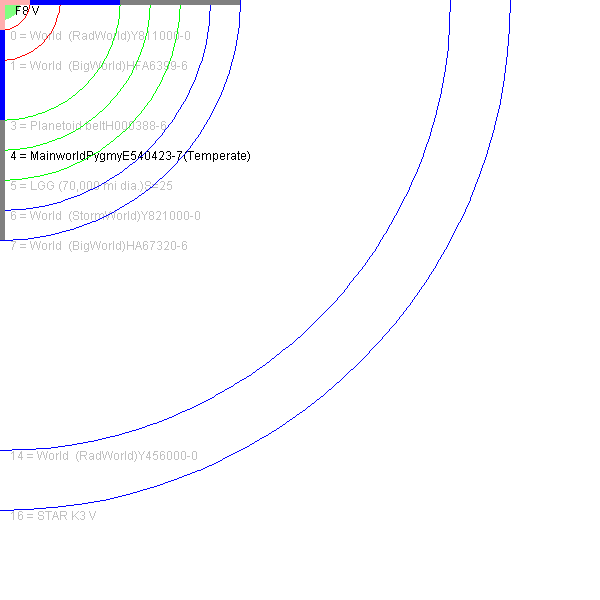 F8 V
0 = World (RadWorld)Y811000-0
1 = World (BigWorld)HFA6399-6
3 = Planetoid beltH000388-6
4 = MainworldPygmyE540423-7(Temperate)
5 = LGG (70,000 mi dia.)S=25
6 = World (StormWorld)Y821000-0
7 = World (BigWorld)HA67320-6
14 = World (RadWorld)Y456000-0
16 = STAR K3 V